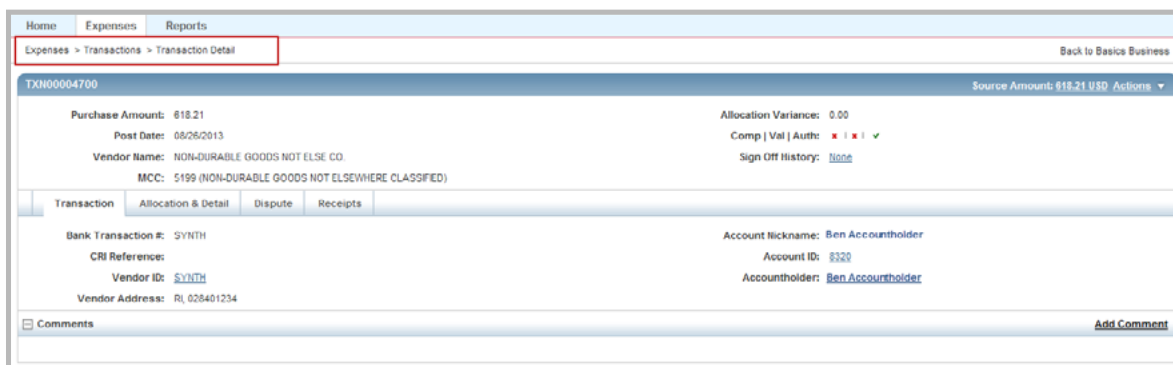 Home Expenses Reports
Expenses > Transactions > Transaction Detail Back to Basics Business
TXN00004700 Source Amount: 618.21 USD Actions ▼
Purchase Amount: 618.21 Allocation Variance: 0.00
Post Date: 08/26/2013 Comp | Val | Auth: x | x | ✓
Vendor Name: NON-DURABLE GOODS NOT ELSE CO. Sign Off History: None
MCC: 5199 (NON-DURABLE GOODS NOT ELSEWHERE CLASSIFIED)
Transaction Allocation & Detail Dispute Receipts
Bank Transaction #: SYNTH Account Nickname: Ben Accountholder
CRI Reference: Account ID: 8320
Vendor ID: SYNTH Accountholder: Ben Accountholder
Vendor Address: RI, 028401234
Comments Add Comment